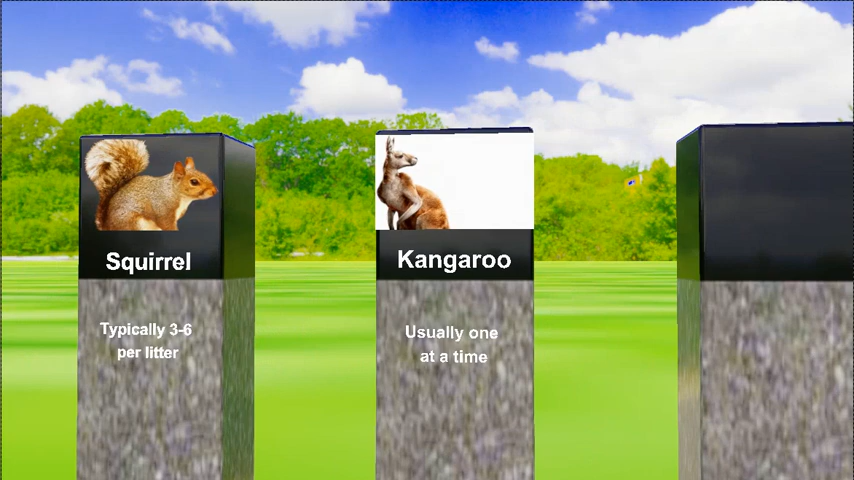 Squirrel
Typically 3-6
per litter
Kangaroo
Usually one
at a time